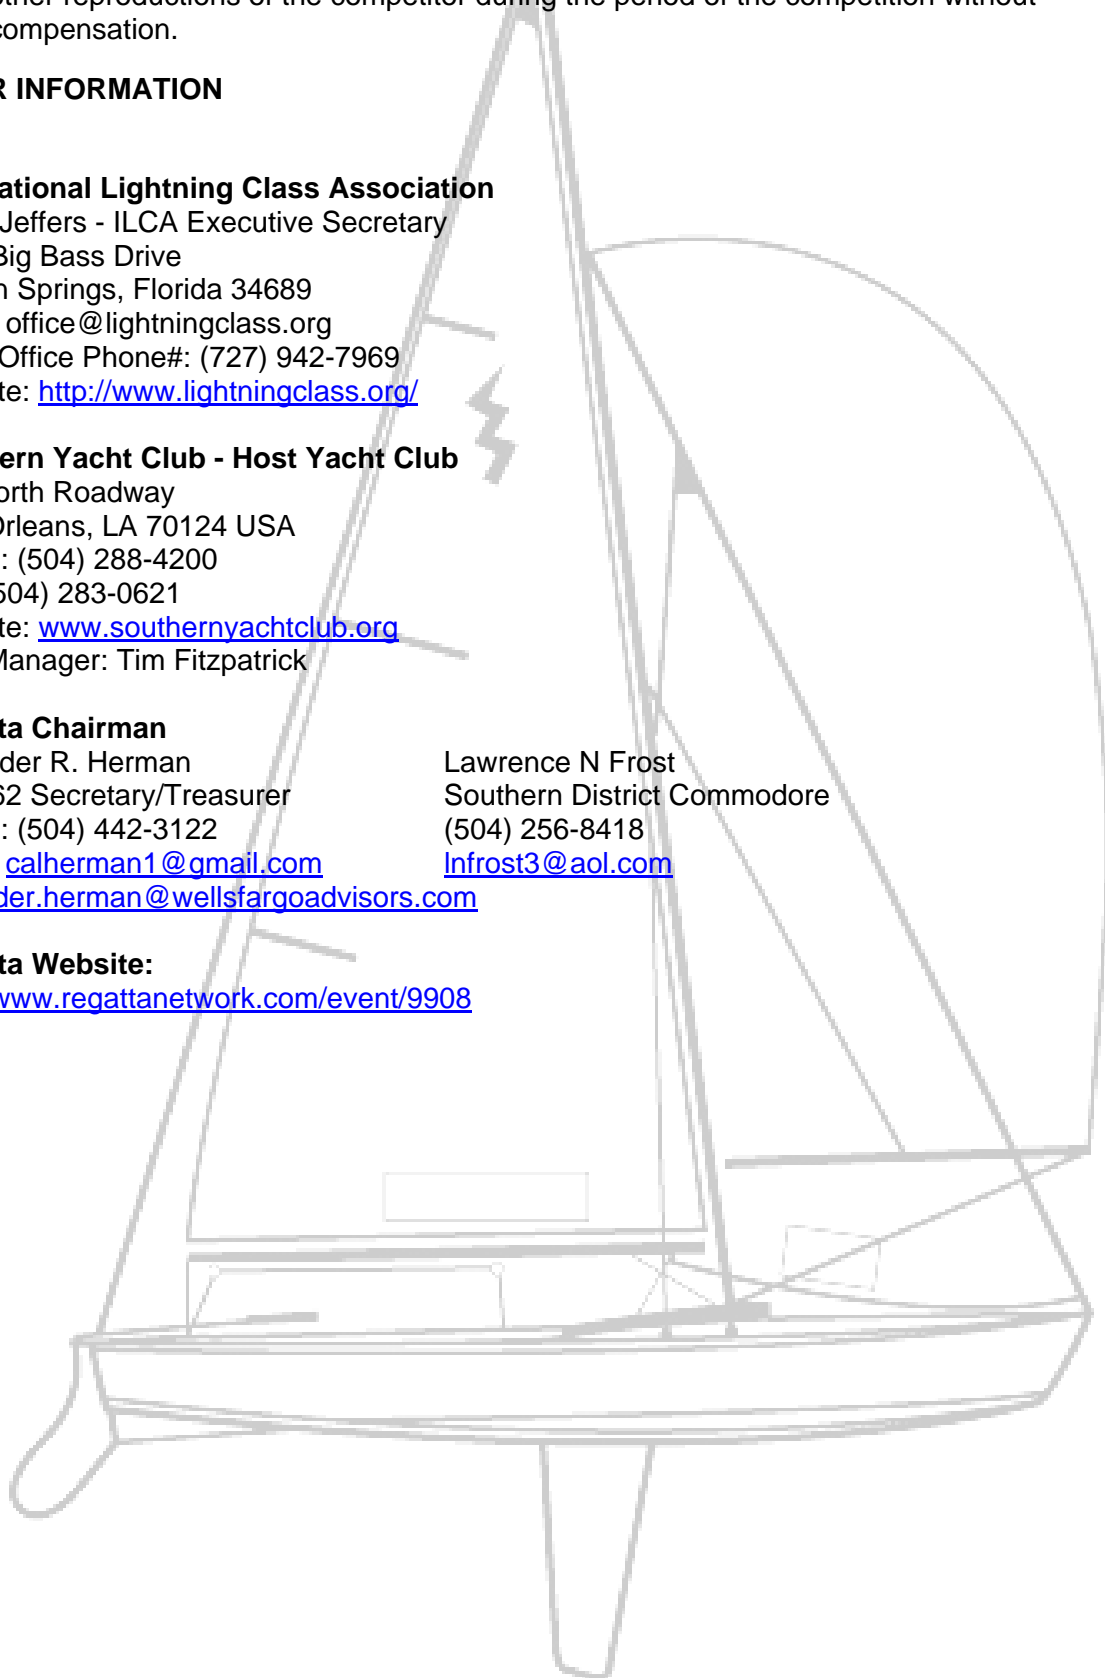 other reproductions of the competitor during the period of the competition without
compensation.
R INFORMATION
ational Lightning Class Association
Jeffers - ILCA Executive Secretary
Big Bass Drive
n Springs, Florida 34689
office@lightningclass.org
Office Phone#: (727) 942-7969
te: http://www.lightningclass.org/
ern Yacht Club - Host Yacht Club
orth Roadway
Orleans, LA 70124 USA
: (504) 288-4200
504) 283-0621
te: www.southernyachtclub.org
Manager: Tim Fitzpatrick
ta Chairman
der R. Herman Lawrence N Frost
62 Secretary/Treasurer Southern District Commodore
: (504) 442-3122 (504) 256-8418
calherman1@gmail.com lnfrost3@aol.com
der.herman@wellsfargoadvisors.com
ta Website:
www.regattanetwork.com/event/9908